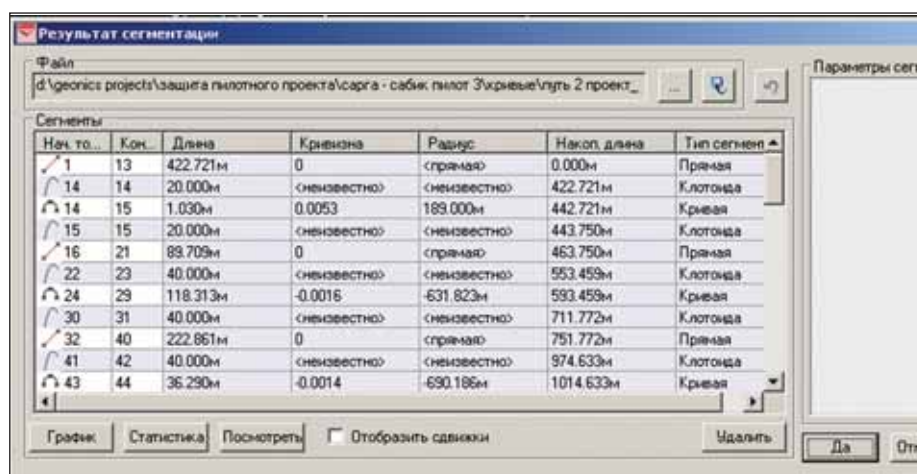 Результат сегментации
Файл
d:\geonics projects\защита пилотного проекта\сарга - сабик пилот 3\кривые\путь 2 проект_ ...
Параметры сег
Сегменты
Нач. то... Кон... Длина Кривизна Радиус Накоп. длина Тип сегмен
1 13 422.721м 0 <прямая> 0.000м Прямая
14 14 20.000м <неизвестно> <неизвестно> 422.721м Клотоида
14 15 1.030м 0.0053 189.000м 442.721м Кривая
15 15 20.000м <неизвестно> <неизвестно> 443.750м Клотоида
16 21 89.709м 0 <прямая> 463.750м Прямая
22 23 40.000м <неизвестно> <неизвестно> 553.459м Клотоида
24 29 118.313м -0.0016 -631.823м 593.459м Кривая
30 31 40.000м <неизвестно> <неизвестно> 711.772м Клотоида
32 40 222.861м 0 <прямая> 751.772м Прямая
41 42 40.000м <неизвестно> <неизвестно> 974.633м Клотоида
43 44 36.290м -0.0014 -690.186м 1014.633м Кривая
График Статистика Посмотреть Отобразить сдвижки Удалить
Да От